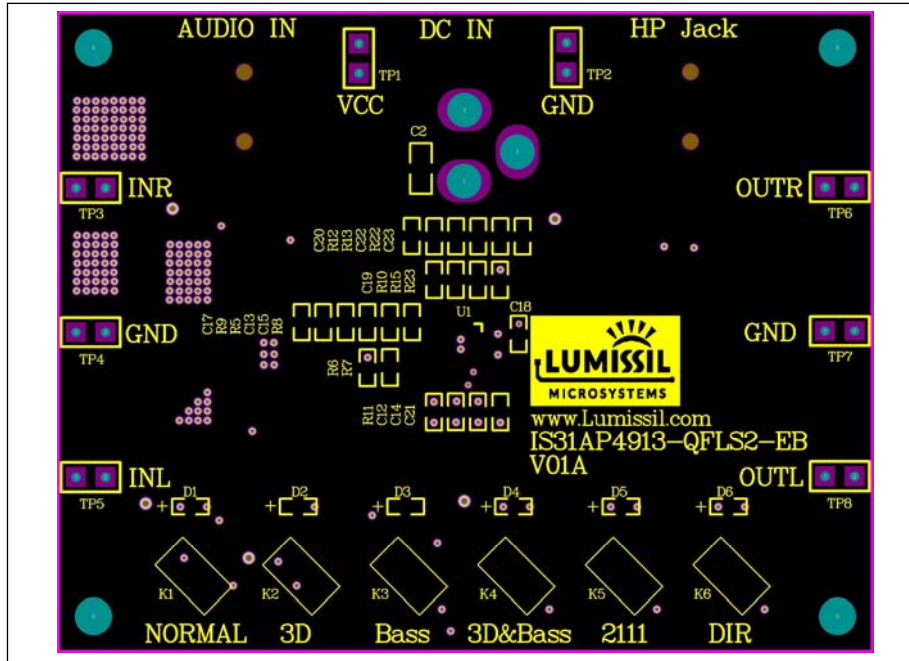 AUDIO IN DC IN HP Jack
TP1
TP2
VCC
GND
C2
INR
TP3
OUTR
TP6
C20
R12
R13
C22
R22
C23
C19
R10
R15
R23
C17
R9
R5
C13
C15
R8
U1
C18
GND
TP4
GND
TP7
R6
R7
LUMISSIL
MICROSYSTEMS
www.Lumissil.com
IS31AP4913-QFLS2-EB
V01A
R11
C12
C14
C21
INL
TP5
OUTL
TP8
D1 D2 D3 D4 D5 D6
+ + + + + +
K1 K2 K3 K4 K5 K6
NORMAL 3D Bass 3D&Bass 2111 DIR